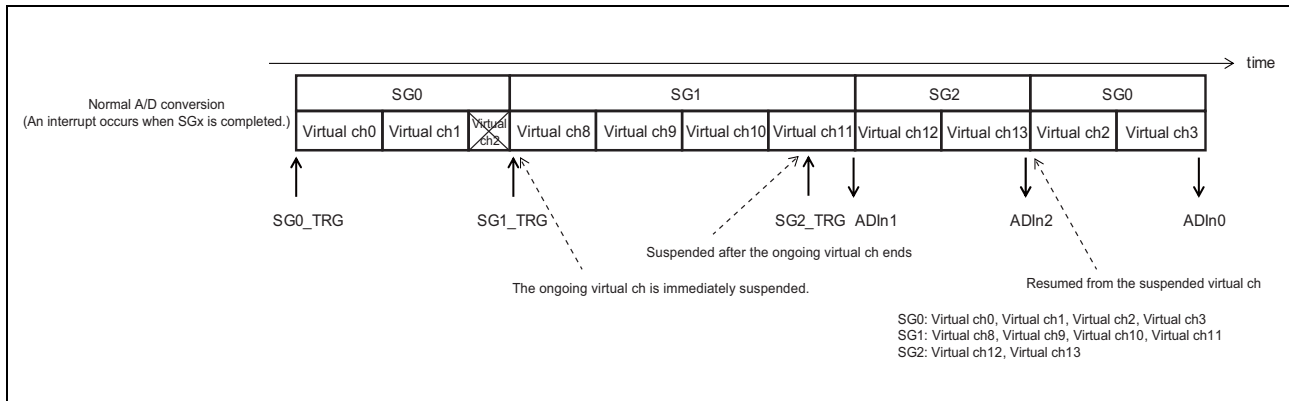 time
SG0 SG1 SG2 SG0
Normal A/D conversion
(An interrupt occurs when SGx is completed.)
Virtual ch0 Virtual ch1 Virtual ch2 Virtual ch8 Virtual ch9 Virtual ch10 Virtual ch11 Virtual ch12 Virtual ch13 Virtual ch2 Virtual ch3
SG0_TRG SG1_TRG SG2_TRG ADIn1 ADIn2 ADIn0
Suspended after the ongoing virtual ch ends
The ongoing virtual ch is immediately suspended.
Resumed from the suspended virtual ch
SG0: Virtual ch0, Virtual ch1, Virtual ch2, Virtual ch3
SG1: Virtual ch8, Virtual ch9, Virtual ch10, Virtual ch11
SG2: Virtual ch12, Virtual ch13